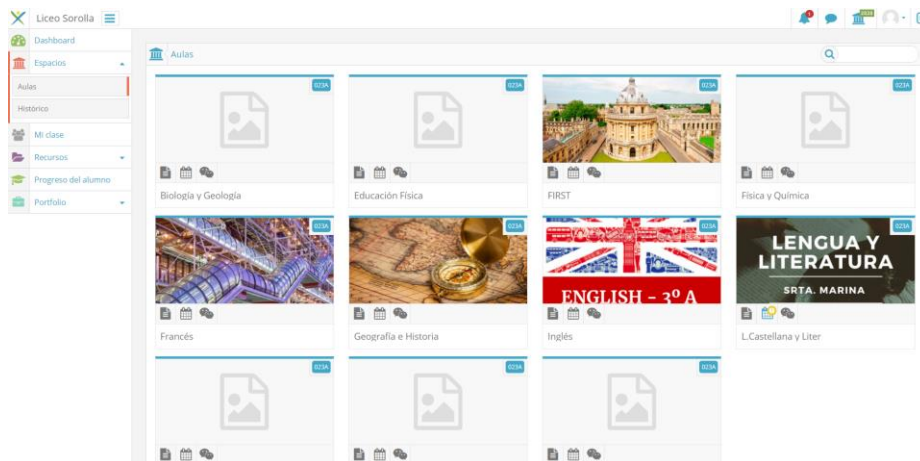 Liceo Sorolla
1
Dashboard
Espacios
Aulas
Histórico
Mi clase
Recursos
Progreso del alumno
Portfolio
Aulas
023A
Biología y Geología
023A
Educación Física
023A
FIRST
023A
Física y Química
023A
Francés
023A
Geografía e Historia
023A
ENGLISH - 3º A
Inglés
023A
LENGUA Y
LITERATURA
SRTA. MARINA
L.Castellana y Liter
023A
023A
023A